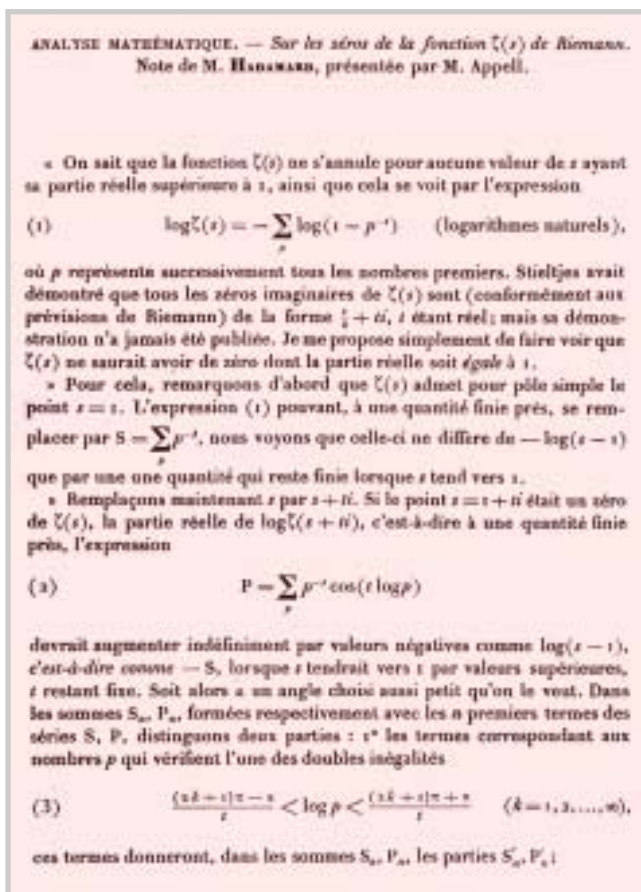 ANALYSE MATHÉMATIQUE. — Sur les zéros de la fonction ζ(s) de Riemann.
Note de M. HADAMARD, présentée par M. Appell.
« On sait que la fonction ζ(s) ne s'annule pour aucune valeur de s ayant
sa partie réelle supérieure à 1, ainsi que cela se voit par l'expression
(1) log ζ(s) = — ∑ₚ log(1 — p⁻ˢ) (logarithmes naturels),
où p représente successivement tous les nombres premiers. Stieltjes avait
démontré que tous les zéros imaginaires de ζ(s) sont (conformément aux
prévisions de Riemann) de la forme ½ + ti, t étant réel; mais sa démon-
stration n'a jamais été publiée. Je me propose simplement de faire voir que
ζ(s) ne saurait avoir de zéro dont la partie réelle soit égale à 1.
» Pour cela, remarquons d'abord que ζ(s) admet pour pôle simple le
point s = 1. L'expression (1) pouvant, à une quantité finie près, se rem-
placer par S = ∑ₚ p⁻ˢ, nous voyons que celle-ci ne diffère de — log(s — 1)
que par une une quantité qui reste finie lorsque s tend vers 1.
» Remplaçons maintenant s par s + ti. Si le point s = 1 + ti était un zéro
de ζ(s), la partie réelle de log ζ(s + ti), c'est-à-dire à une quantité finie
près, l'expression
(2) P = ∑ₚ p⁻ˢ cos(t log p)
devrait augmenter indéfiniment par valeurs négatives comme log(s — 1),
c'est-à-dire comme — S, lorsque s tendrait vers 1 par valeurs supérieures,
t restant fixe. Soit alors α un angle choisi aussi petit qu'on le veut. Dans
les sommes Sₙ, Pₙ, formées respectivement avec les n premiers termes des
séries S, P, distinguons deux parties : 1° les termes correspondant aux
nombres p qui vérifient l'une des doubles inégalités
(3) ((2k + 1)π — α)/t < log p < ((2k + 1)π + α)/t (k = 1, 2, ..., ∞),
ces termes donneront, dans les sommes Sₙ, Pₙ, les parties S′ₙ, P′ₙ;